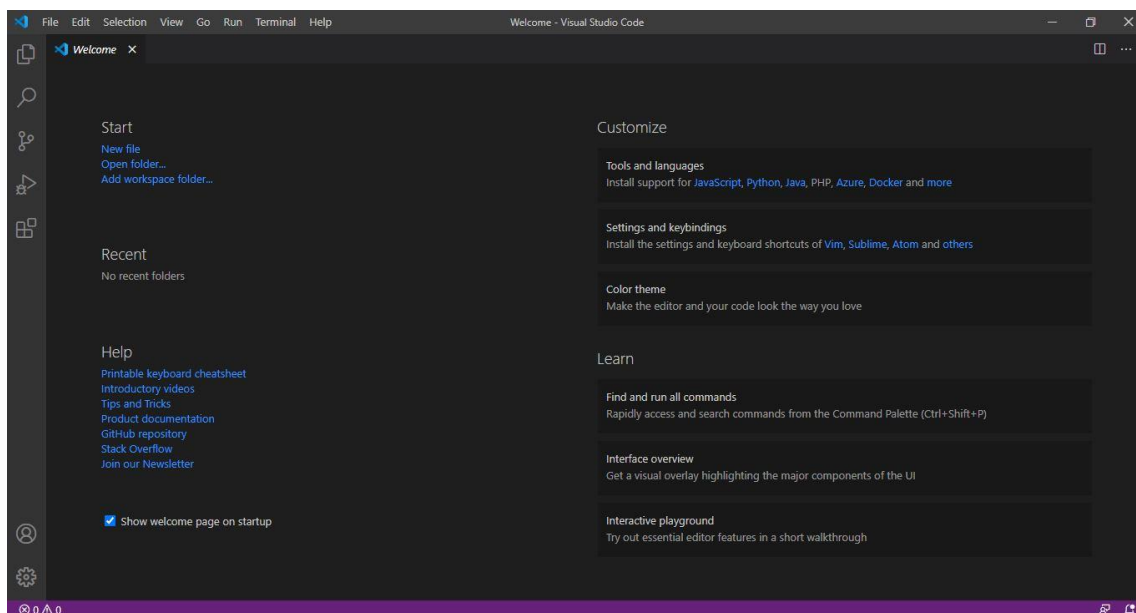 File Edit Selection View Go Run Terminal Help
Welcome - Visual Studio Code
Welcome
Start
New file
Open folder...
Add workspace folder...
Recent
No recent folders
Help
Printable keyboard cheatsheet
Introductory videos
Tips and Tricks
Product documentation
GitHub repository
Stack Overflow
Join our Newsletter
Show welcome page on startup
Customize
Tools and languages
Install support for JavaScript, Python, Java, PHP, Azure, Docker and more
Settings and keybindings
Install the settings and keyboard shortcuts of Vim, Sublime, Atom and others
Color theme
Make the editor and your code look the way you love
Learn
Find and run all commands
Rapidly access and search commands from the Command Palette (Ctrl+Shift+P)
Interface overview
Get a visual overlay highlighting the major components of the UI
Interactive playground
Try out essential editor features in a short walkthrough
0 0